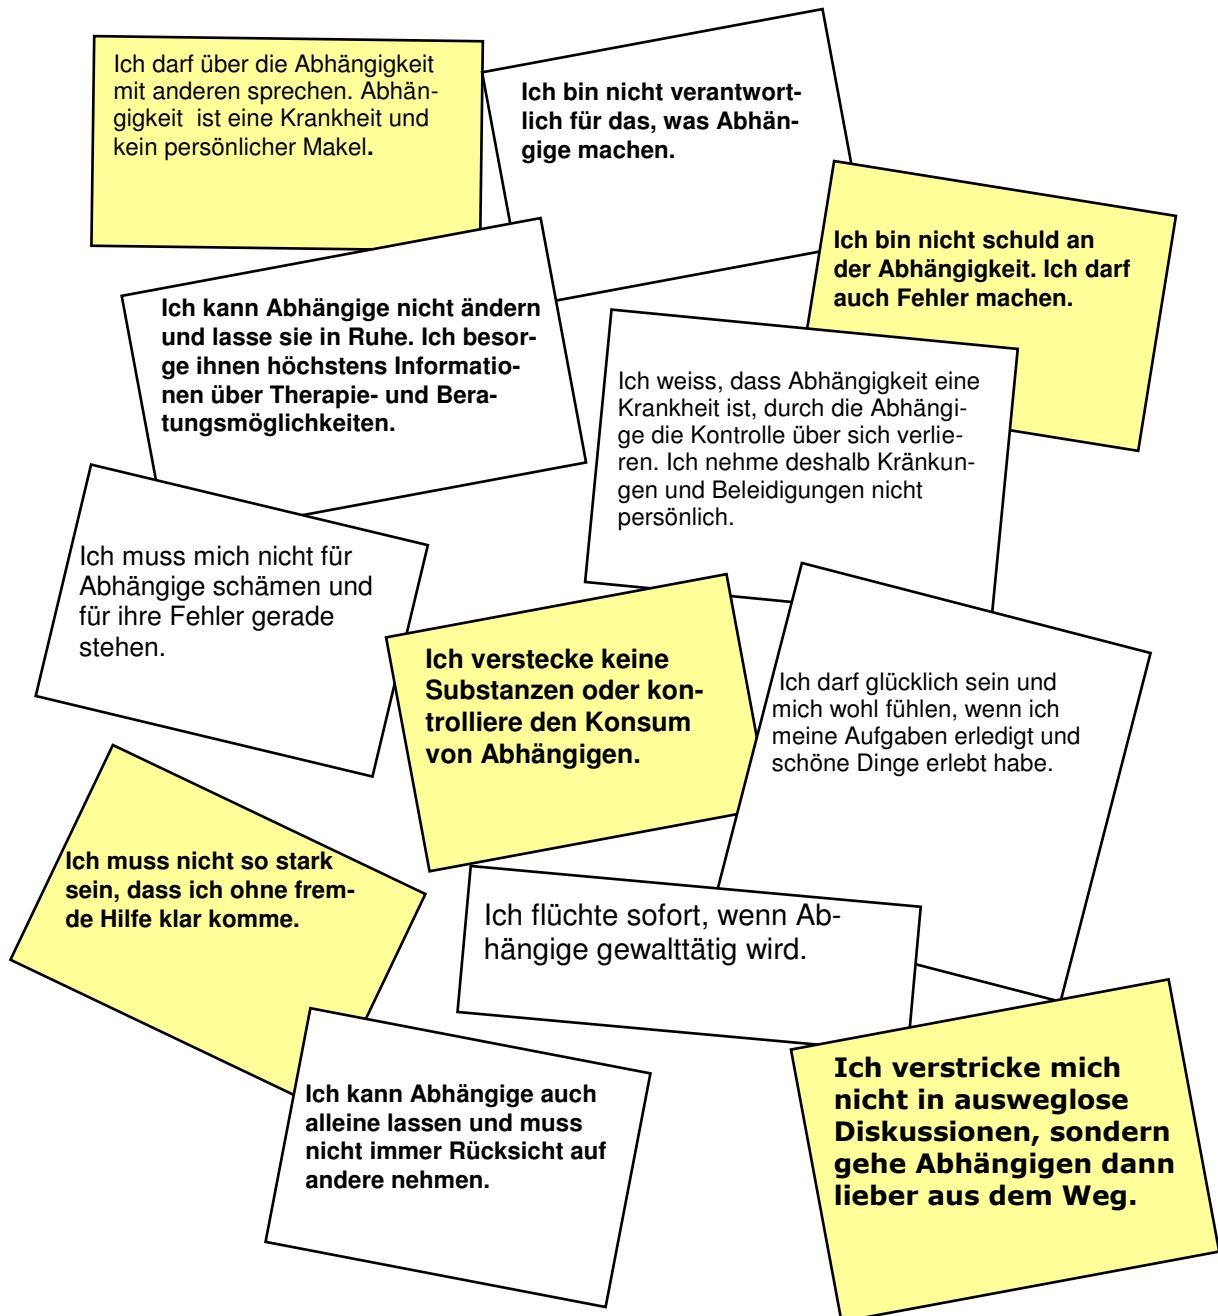 Ich darf über die Abhängigkeit
mit anderen sprechen. Abhän-
gigkeit  ist eine Krankheit und
kein persönlicher Makel.
Ich bin nicht verantwort-
lich für das, was Abhän-
gige machen.
Ich bin nicht schuld an
der Abhängigkeit. Ich darf
auch Fehler machen.
Ich kann Abhängige nicht ändern
und lasse sie in Ruhe. Ich besor-
ge ihnen höchstens Informatio-
nen über Therapie- und Bera-
tungsmöglichkeiten.
Ich weiss, dass Abhängigkeit eine
Krankheit ist, durch die Abhängi-
ge die Kontrolle über sich verlie-
ren. Ich nehme deshalb Kränkun-
gen und Beleidigungen nicht
persönlich.
Ich muss mich nicht für
Abhängige schämen und
für ihre Fehler gerade
stehen.
Ich verstecke keine
Substanzen oder kon-
trolliere den Konsum
von Abhängigen.
Ich darf glücklich sein und
mich wohl fühlen, wenn ich
meine Aufgaben erledigt und
schöne Dinge erlebt habe.
Ich muss nicht so stark
sein, dass ich ohne frem-
de Hilfe klar komme.
Ich flüchte sofort, wenn Ab-
hängige gewalttätig wird.
Ich kann Abhängige auch
alleine lassen und muss
nicht immer Rücksicht auf
andere nehmen.
Ich verstricke mich
nicht in ausweglose
Diskussionen, sondern
gehe Abhängigen dann
lieber aus dem Weg.